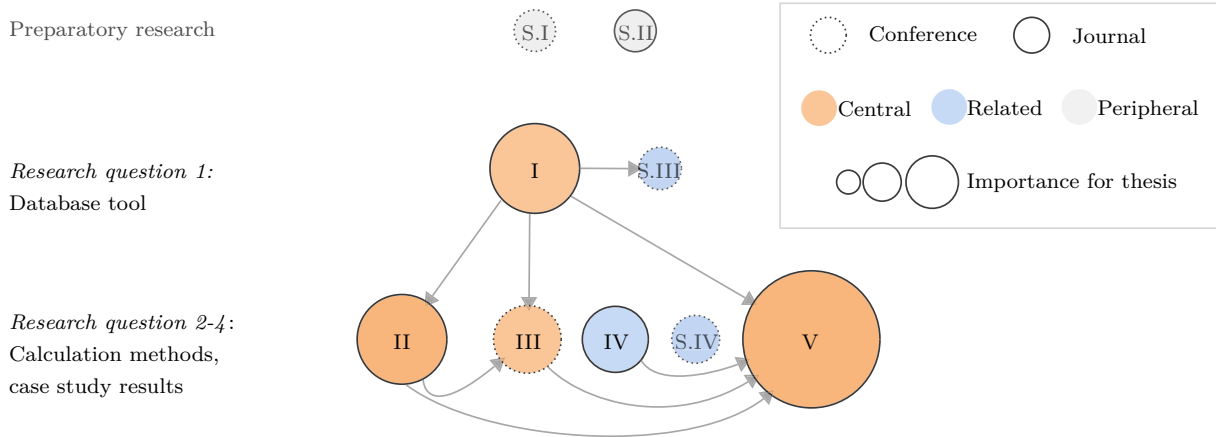 Preparatory research
S.I
S.II
Conference
Journal
Central
Related
Peripheral
Importance for thesis
Research question 1:
Database tool
I
S.III
Research question 2-4:
Calculation methods,
case study results
II
III
IV
S.IV
V